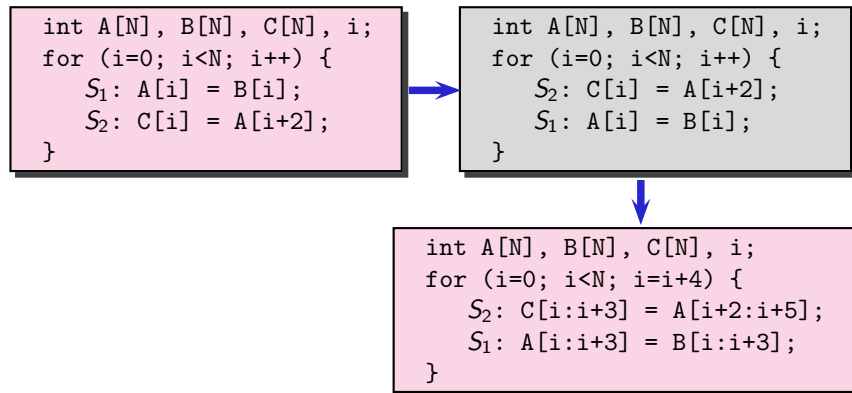 int A[N], B[N], C[N], i;
for (i=0; i<N; i++) {
S₁: A[i] = B[i];
S₂: C[i] = A[i+2];
}
int A[N], B[N], C[N], i;
for (i=0; i<N; i++) {
S₂: C[i] = A[i+2];
S₁: A[i] = B[i];
}
int A[N], B[N], C[N], i;
for (i=0; i<N; i=i+4) {
S₂: C[i:i+3] = A[i+2:i+5];
S₁: A[i:i+3] = B[i:i+3];
}